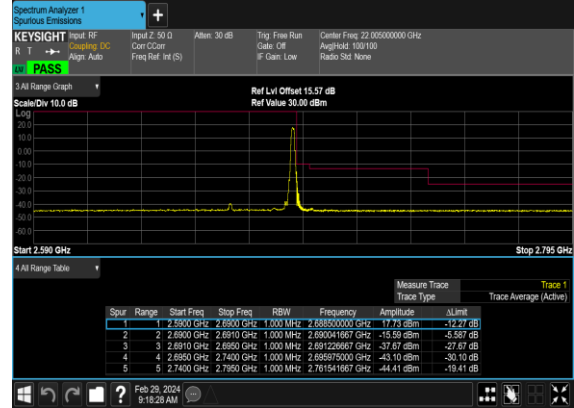 Spectrum Analyzer 1
Spurious Emissions
KEYSIGHT Input: RF Input Z: 50 Ω Atten: 30 dB Trig: Free Run Center Freq: 22.005000000 GHz
R T Coupling: DC Corr CCorr Gate: Off Avg|Hold: 100/100
Align: Auto Freq Ref: Int (S) IF Gain: Low Radio Std: None
PASS
3 All Range Graph
Ref Lvl Offset 15.57 dB
Scale/Div 10.0 dB Ref Value 30.00 dBm
Log
20.0
10.0
0.00
-10.0
-20.0
-30.0
-40.0
-50.0
-60.0
Start 2.590 GHz Stop 2.795 GHz
4 All Range Table
Measure Trace Trace 1
Trace Type Trace Average (Active)
Spur Range Start Freq Stop Freq RBW Frequency Amplitude ΔLimit
1 1 2.5900 GHz 2.6900 GHz 1.000 MHz 2.688500000 GHz 17.73 dBm -12.27 dB
2 2 2.6900 GHz 2.6910 GHz 1.000 MHz 2.690041667 GHz -15.59 dBm -5.587 dB
3 3 2.6910 GHz 2.6950 GHz 1.000 MHz 2.691226667 GHz -37.67 dBm -27.67 dB
4 4 2.6950 GHz 2.7400 GHz 1.000 MHz 2.695975000 GHz -43.10 dBm -30.10 dB
5 5 2.7400 GHz 2.7950 GHz 1.000 MHz 2.761541667 GHz -44.41 dBm -19.41 dB
Feb 29, 2024
9:18:28 AM